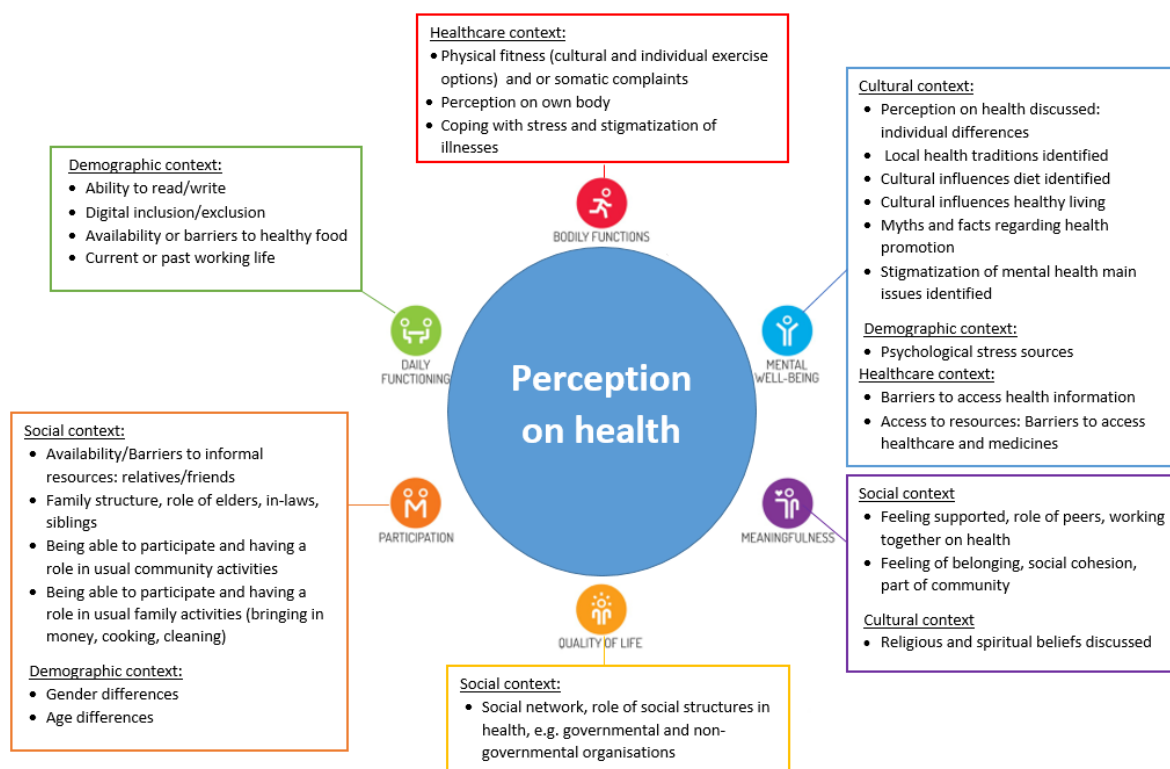 Healthcare context:
• Physical fitness (cultural and individual exercise
options) and or somatic complaints
• Perception on own body
• Coping with stress and stigmatization of
illnesses
BODILY FUNCTIONS
Cultural context:
• Perception on health discussed:
individual differences
• Local health traditions identified
• Cultural influences diet identified
• Cultural influences healthy living
• Myths and facts regarding health
promotion
• Stigmatization of mental health main
issues identified
Demographic context:
• Psychological stress sources
Healthcare context:
• Barriers to access health information
• Access to resources: Barriers to access
healthcare and medicines
MENTAL
WELL-BEING
Demographic context:
• Ability to read/write
• Digital inclusion/exclusion
• Availability or barriers to healthy food
• Current or past working life
DAILY
FUNCTIONING
Perception
on health
Social context:
• Availability/Barriers to informal
resources: relatives/friends
• Family structure, role of elders, in-laws,
siblings
• Being able to participate and having a
role in usual community activities
• Being able to participate and having a
role in usual family activities (bringing in
money, cooking, cleaning)
Demographic context:
• Gender differences
• Age differences
PARTICIPATION
MEANINGFULNESS
Social context
• Feeling supported, role of peers, working
together on health
• Feeling of belonging, social cohesion,
part of community
Cultural context
• Religious and spiritual beliefs discussed
QUALITY OF LIFE
Social context:
• Social network, role of social structures in
health, e.g. governmental and non-
governmental organisations